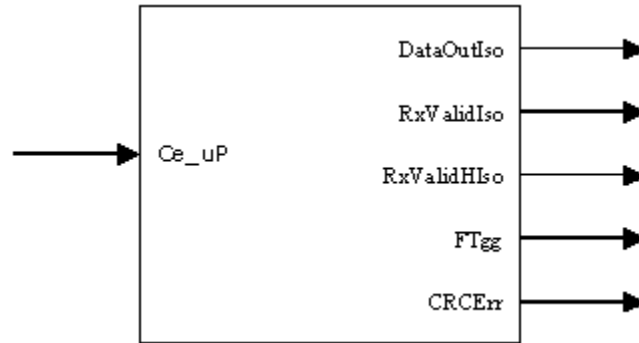 DataOutIso
RxValidIso
Ce_uP
RxValidHIso
FTgg
CRCErr